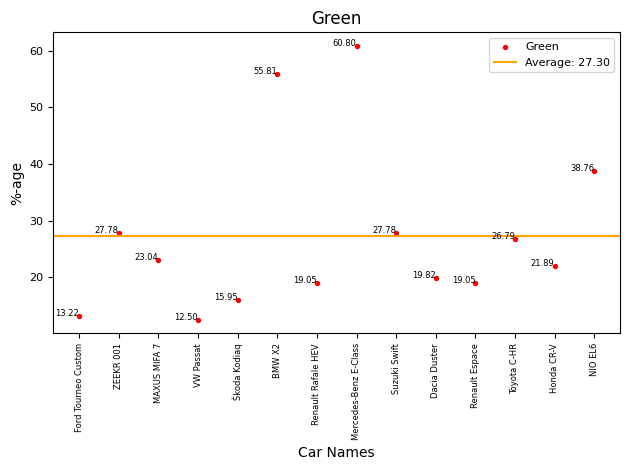 Green
Green
Average: 27.30
%-age
60
50
40
30
20
13.22
27.78
23.04
12.50
15.95
55.81
19.05
60.80
27.78
19.82
19.05
26.79
21.89
38.76
Ford Tourneo Custom
ZEEKR 001
MAXUS MIFA 7
VW Passat
Škoda Kodiaq
BMW X2
Renault Rafale HEV
Mercedes-Benz E-Class
Suzuki Swift
Dacia Duster
Renault Espace
Toyota C-HR
Honda CR-V
NIO EL6
Car Names